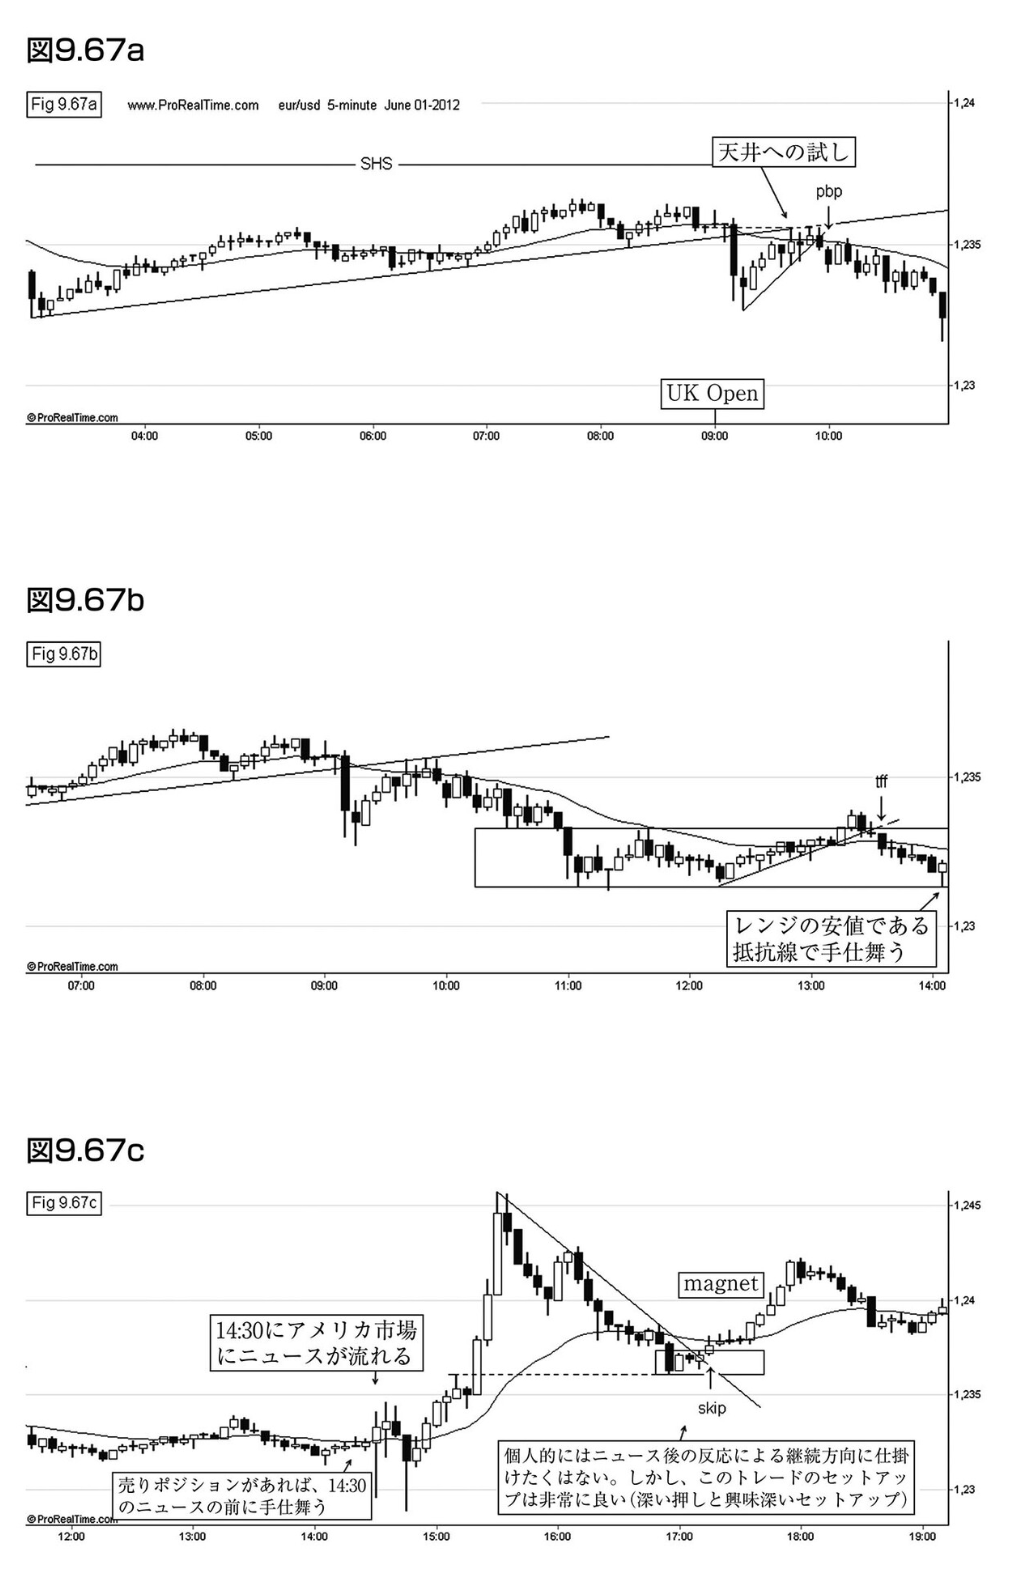 図9.67a
Fig 9.67a www.ProRealTime.com eur/usd 5-minute June 01-2012
1,24
天井への試し
SHS
pbp
1,235
UK Open
1,23
©ProRealTime.com
04:00 05:00 06:00 07:00 08:00 09:00 10:00
図9.67b
Fig 9.67b
1,235
tff
レンジの安値である
抵抗線で手仕舞う
1,23
©ProRealTime.com
07:00 08:00 09:00 10:00 11:00 12:00 13:00 14:00
図9.67c
Fig 9.67c
1,245
magnet
1,24
14:30にアメリカ市場
にニュースが流れる
1,235
skip
個人的にはニュース後の反応による継続方向に仕掛
けたくはない。しかし、このトレードのセットアッ
プは非常に良い（深い押しと興味深いセットアップ）
売りポジションがあれば、14:30
のニュースの前に手仕舞う
1,23
©ProRealTime.com
12:00 13:00 14:00 15:00 16:00 17:00 18:00 19:00